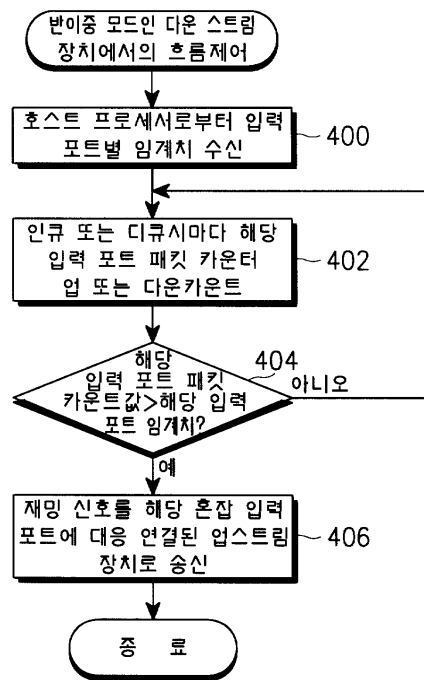 반이중 모드인 다운 스트림
장치에서의 흐름제어
호스트 프로세서로부터 입력
포트별 임계치 수신
400
인큐 또는 디큐시마다 해당
입력 포트 패킷 카운터
업 또는 다운카운트
402
해당
입력 포트 패킷
카운트값>해당 입력
포트 임계치?
404
아니오
예
재밍 신호를 해당 혼잡 입력
포트에 대응 연결된 업스트림
장치로 송신
406
종 료